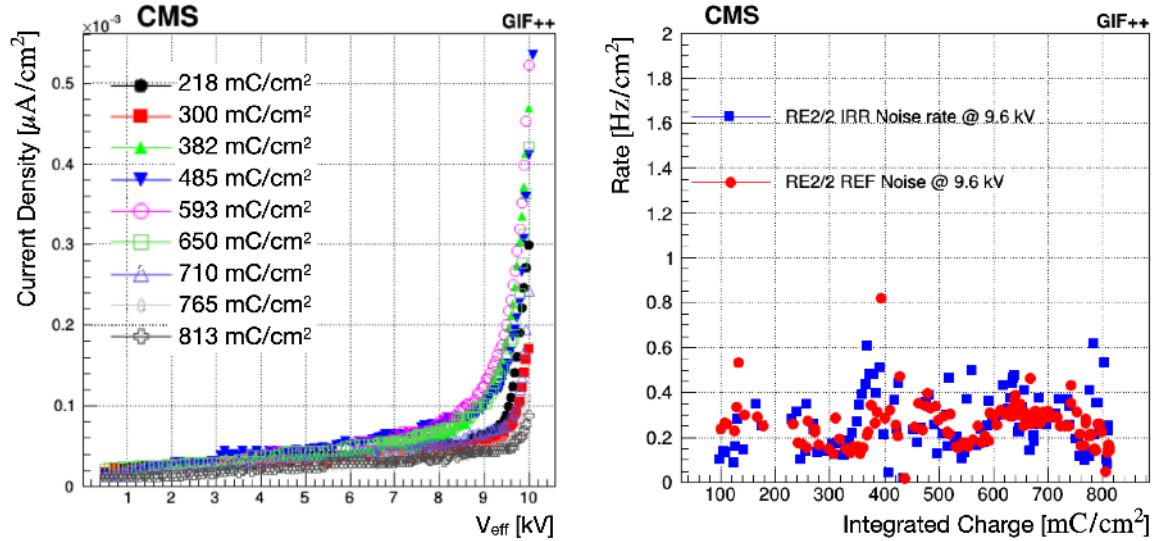 CMS
GIF++
×10⁻³
Current Density [μA/cm²]
0.5
0.4
0.3
0.2
0.1
0
218 mC/cm²
300 mC/cm²
382 mC/cm²
485 mC/cm²
593 mC/cm²
650 mC/cm²
710 mC/cm²
765 mC/cm²
813 mC/cm²
1 2 3 4 5 6 7 8 9 10
V_eff [kV]
CMS
GIF++
Rate [Hz/cm²]
2
1.8
1.6
1.4
1.2
1
0.8
0.6
0.4
0.2
0
RE2/2 IRR Noise rate @ 9.6 kV
RE2/2 REF Noise @ 9.6 kV
0 100 200 300 400 500 600 700 800
Integrated Charge [mC/cm²]